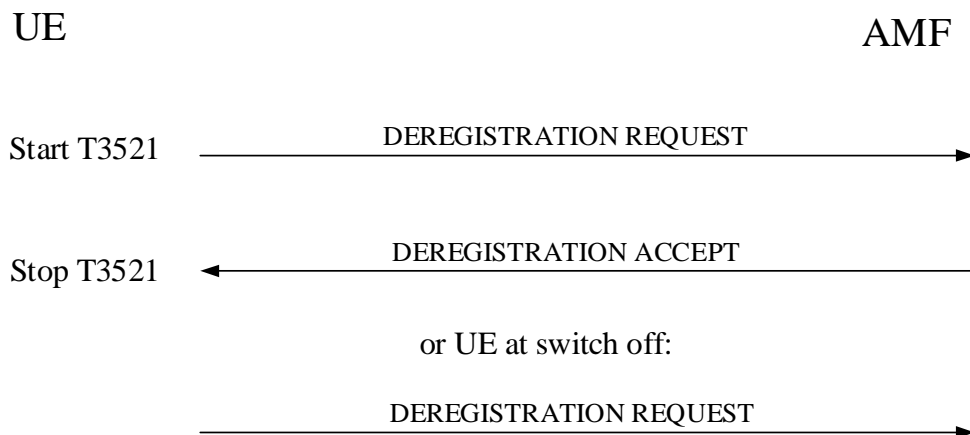 UE
AMF
Start T3521
DEREGISTRATION REQUEST
Stop T3521
DEREGISTRATION ACCEPT
or UE at switch off:
DEREGISTRATION REQUEST